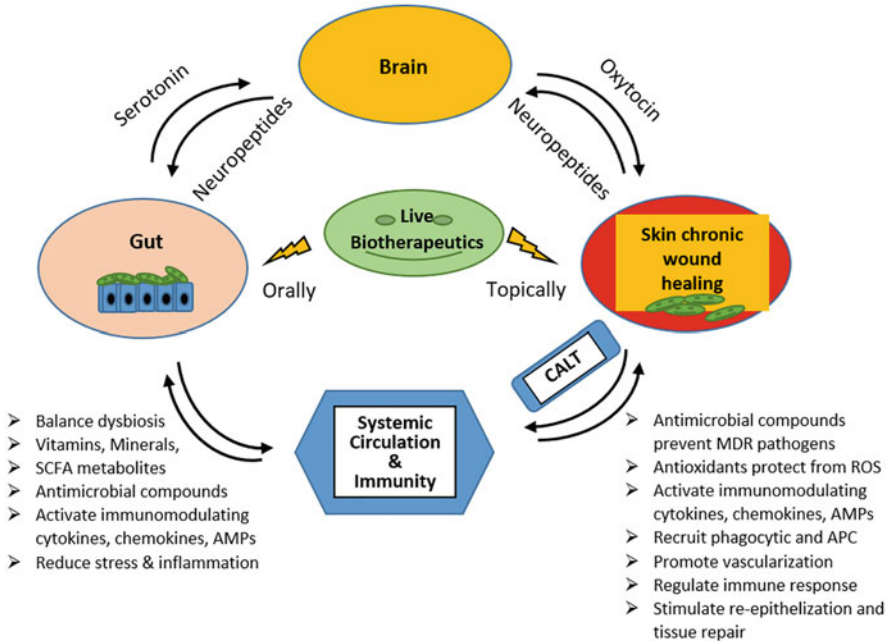 Brain
Serotonin
Neuropeptides
Oxytocin
Neuropeptides
Gut
Live
Biotherapeutics
Skin chronic
wound
healing
Orally
Topically
CALT
Systemic
Circulation
&
Immunity
➢ Balance dysbiosis
➢ Vitamins, Minerals,
➢ SCFA metabolites
➢ Antimicrobial compounds
➢ Activate immunomodulating
cytokines, chemokines, AMPs
➢ Reduce stress & inflammation
➢ Antimicrobial compounds
prevent MDR pathogens
➢ Antioxidants protect from ROS
➢ Activate immunomodulating
cytokines, chemokines, AMPs
➢ Recruit phagocytic and APC
➢ Promote vascularization
➢ Regulate immune response
➢ Stimulate re-epithelization and
tissue repair